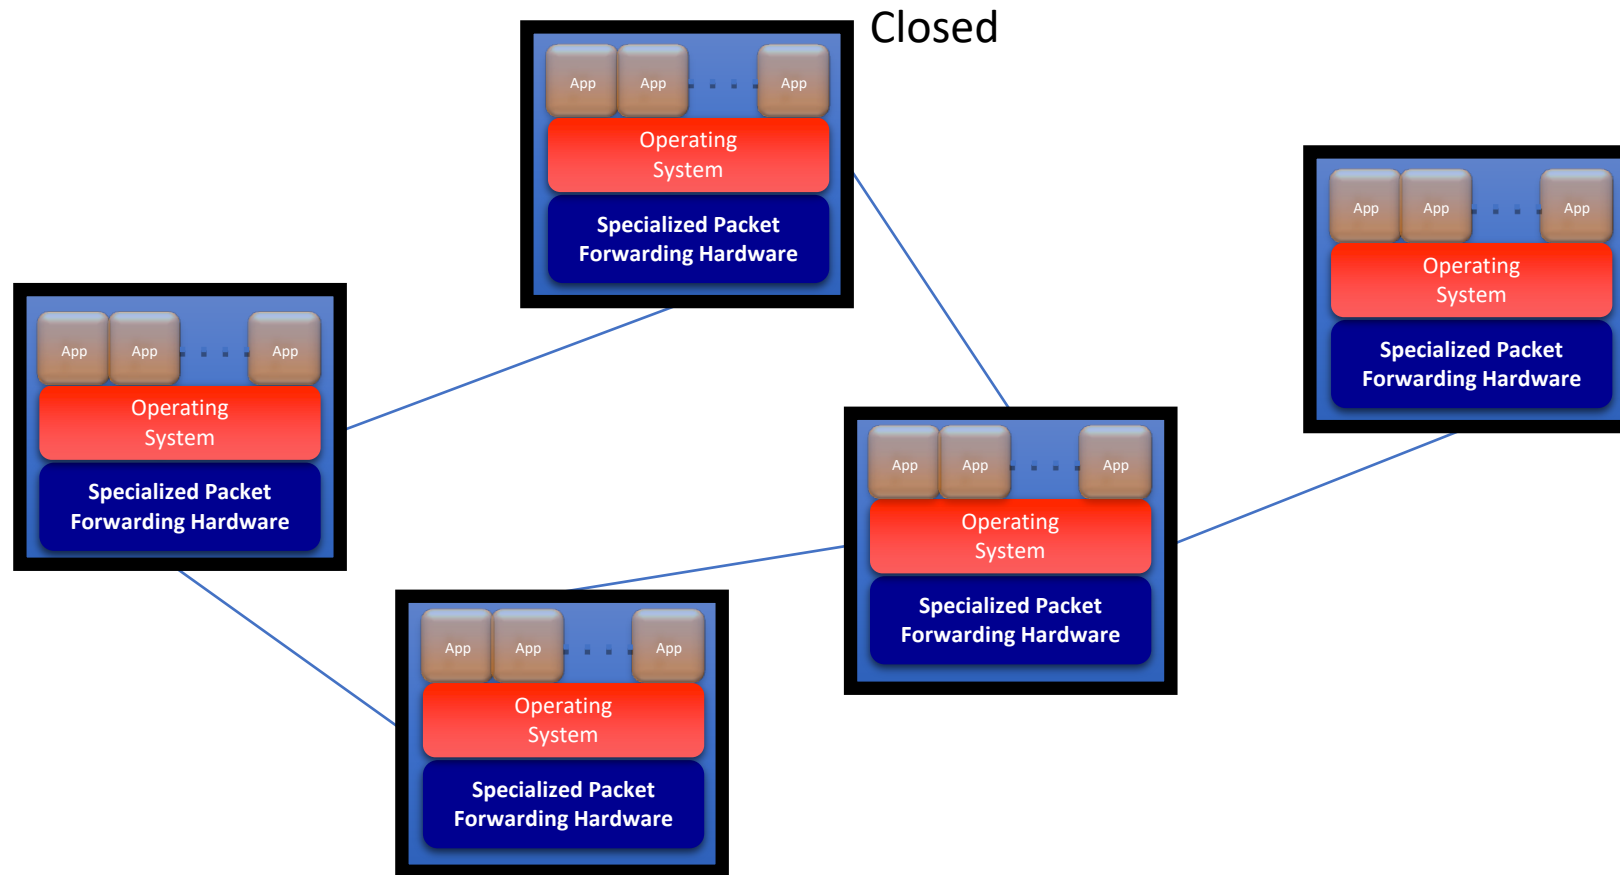 Closed
App App . . . . App
Operating
System
Specialized Packet
Forwarding Hardware
App App . . . . App
Operating
System
Specialized Packet
Forwarding Hardware
App App . . . . App
Operating
System
Specialized Packet
Forwarding Hardware
App App . . . . App
Operating
System
Specialized Packet
Forwarding Hardware
App App . . . . App
Operating
System
Specialized Packet
Forwarding Hardware